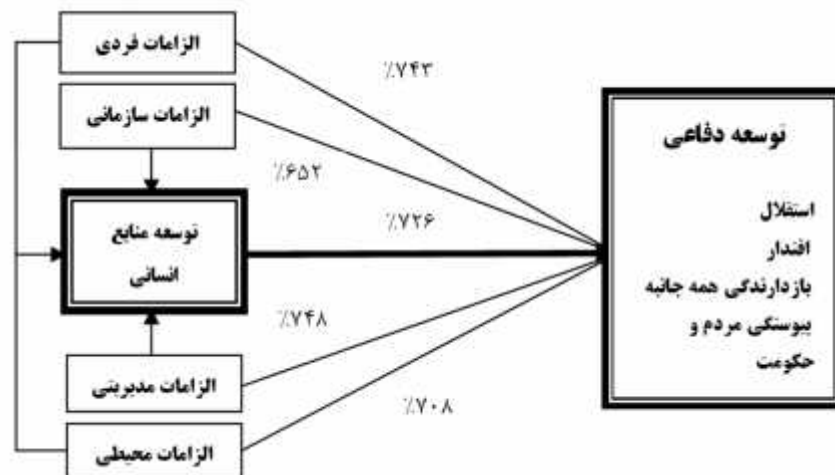 الزامات فردی
الزامات سازمانی
توسعه منابع
انسانی
الزامات مدیریتی
الزامات محیطی
٪۷۴۳
٪۶۵۲
٪۷۲۶
٪۷۴۸
٪۷۰۸
توسعه دفاعی
استقلال
اقتدار
بازدارندگی همه جانبه
پیوستگی مردم و
حکومت